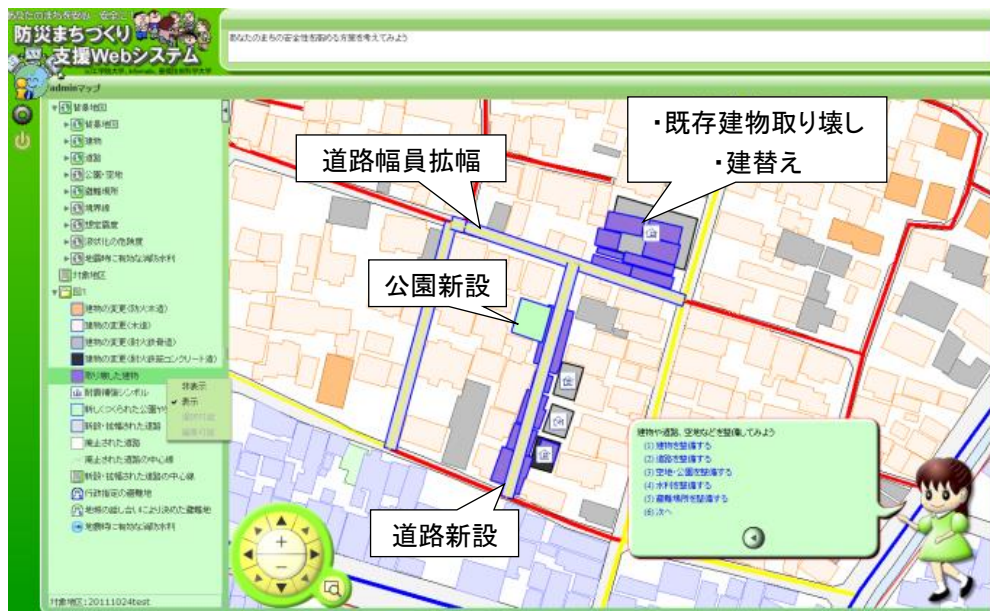 あなたのまちを安心・安全に
防災まちづくり
支援Webシステム
あなたのまちの安全性を高める方策を考えてみよう
adminマップ
背景地図
背景地図
建物
道路
公園・空地
避難場所
境界線
想定震度
液状化の危険度
地震時に有効な消防水利
対象地区
図1
建物の変更(防火木造)
建物の変更(木造)
建物の変更(耐火鉄骨造)
建物の変更(耐火鉄筋コンクリート造)
取り壊した建物
耐震補強シンボル
新しくつくられた公園や
新設・拡幅された道路
廃止された道路
廃止された道路の中心線
新設・拡幅された道路の中心線
行政指定の避難地
地域の話し合いにより決めた避難地
地震時に有効な消防水利
非表示
表示
選択可能
編集可能
対象地区:20111024test
道路幅員拡幅
・既存建物取り壊し
・建替え
公園新設
道路新設
建物や道路、空地などを整備してみよう
(1) 建物を整備する
(2) 道路を整備する
(3) 空地・公園を整備する
(4) 水利を整備する
(5) 避難場所を整備する
(6) 次へ